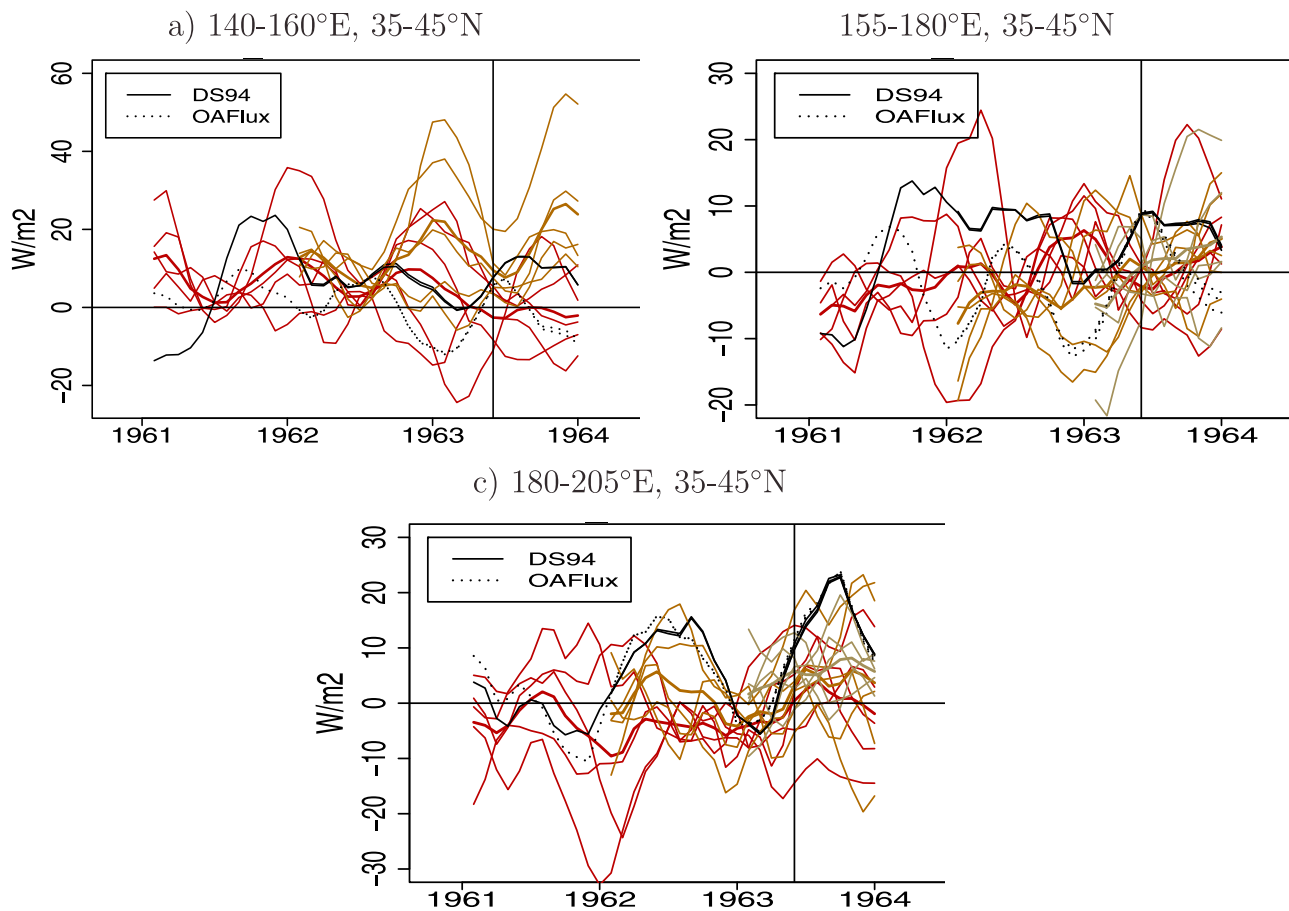 a) 140-160°E, 35-45°N
W/m2
60
40
20
0
-20
DS94
OAFlux
1961 1962 1963 1964
155-180°E, 35-45°N
W/m2
30
20
10
0
-10
-20
DS94
OAFlux
1961 1962 1963 1964
c) 180-205°E, 35-45°N
W/m2
30
20
10
0
-10
-20
-30
DS94
OAFlux
1961 1962 1963 1964